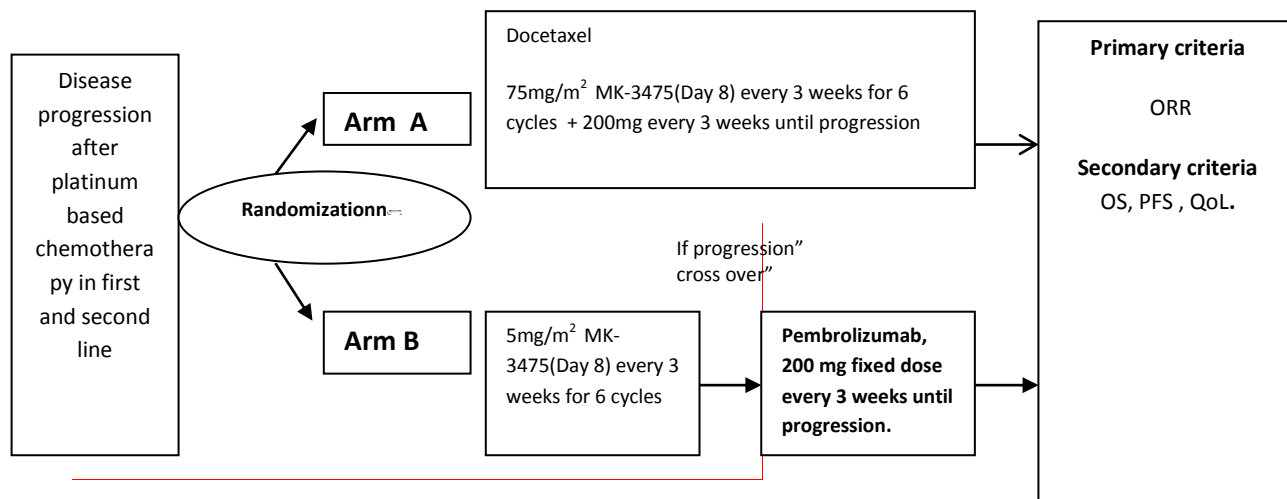 Disease
progression
after
platinum
based
chemothera
py in first
and second
line
Randomizationn
Arm A
Docetaxel
75mg/m² MK-3475(Day 8) every 3 weeks for 6
cycles + 200mg every 3 weeks until progression
Arm B
5mg/m² MK-
3475(Day 8) every 3
weeks for 6 cycles
If progression”
cross over”
Pembrolizumab,
200 mg fixed dose
every 3 weeks until
progression.
Primary criteria
ORR
Secondary criteria
OS, PFS , QoL.